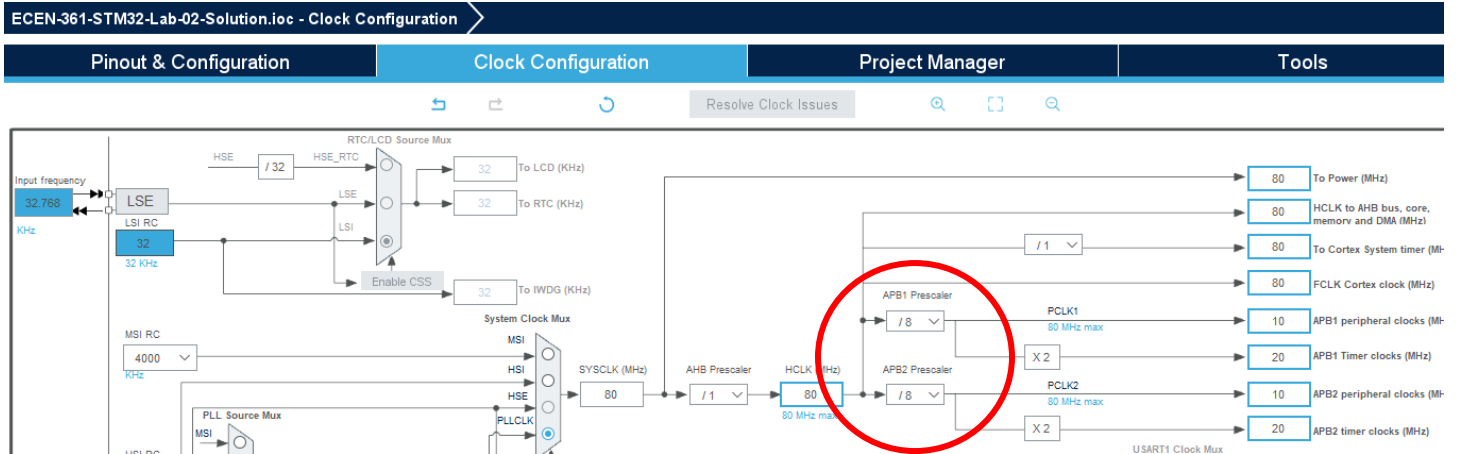 ECEN-361-STM32-Lab-02-Solution.ioc - Clock Configuration
Pinout & Configuration
Clock Configuration
Project Manager
Tools
Resolve Clock Issues
RTC/LCD Source Mux
HSE
/ 32
HSE_RTC
32
To LCD (KHz)
Input frequency
32.768
KHz
LSE
LSE
32
To RTC (KHz)
LSI RC
32
32 KHz
LSI
Enable CSS
32
To IWDG (KHz)
80
To Power (MHz)
80
HCLK to AHB bus, core,
memory and DMA (MHz)
/ 1
80
To Cortex System timer (MH
80
FCLK Cortex clock (MHz)
APB1 Prescaler
/ 8
PCLK1
80 MHz max
10
APB1 peripheral clocks (MH
X 2
20
APB1 Timer clocks (MHz)
System Clock Mux
MSI RC
4000
KHz
MSI
HSI
HSE
PLLCLK
SYSCLK (MHz)
80
AHB Prescaler
/ 1
HCLK (MHz)
80
80 MHz max
APB2 Prescaler
/ 8
PCLK2
80 MHz max
10
APB2 peripheral clocks (MH
X 2
20
APB2 timer clocks (MHz)
PLL Source Mux
MSI
HSI RC
USART1 Clock Mux